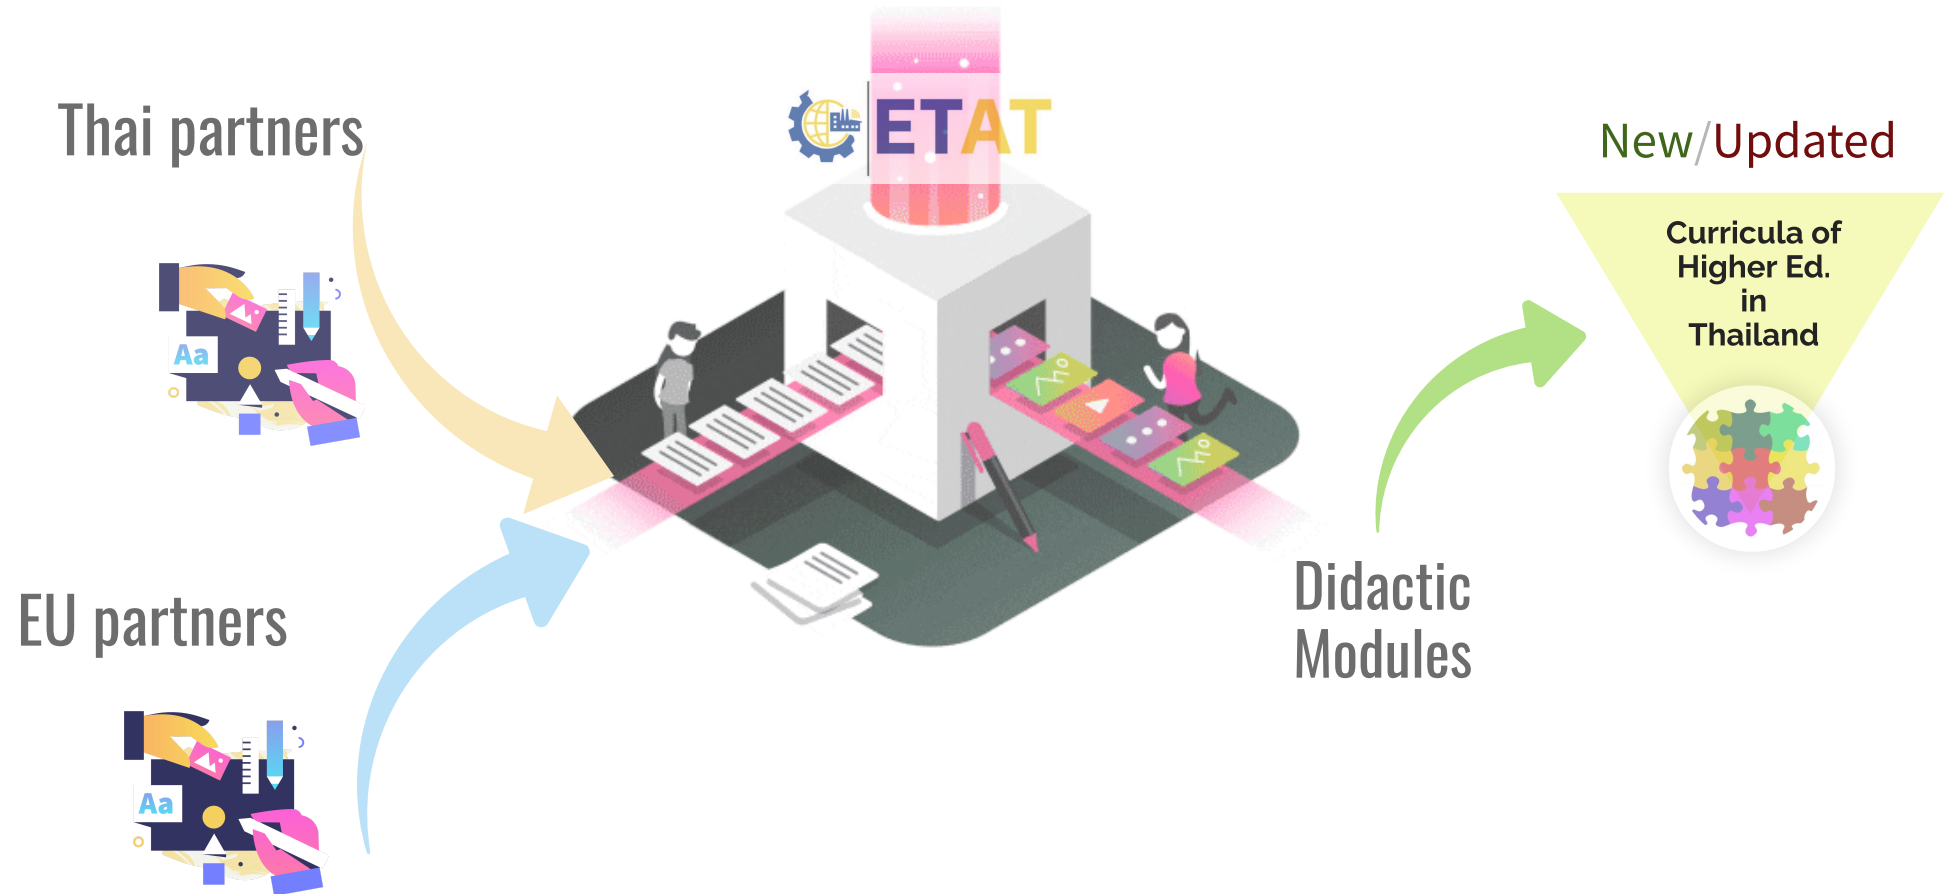 Thai partners
Aa
EU partners
Aa
ETAT
Didactic
Modules
New/Updated
Curricula of
Higher Ed.
in
Thailand